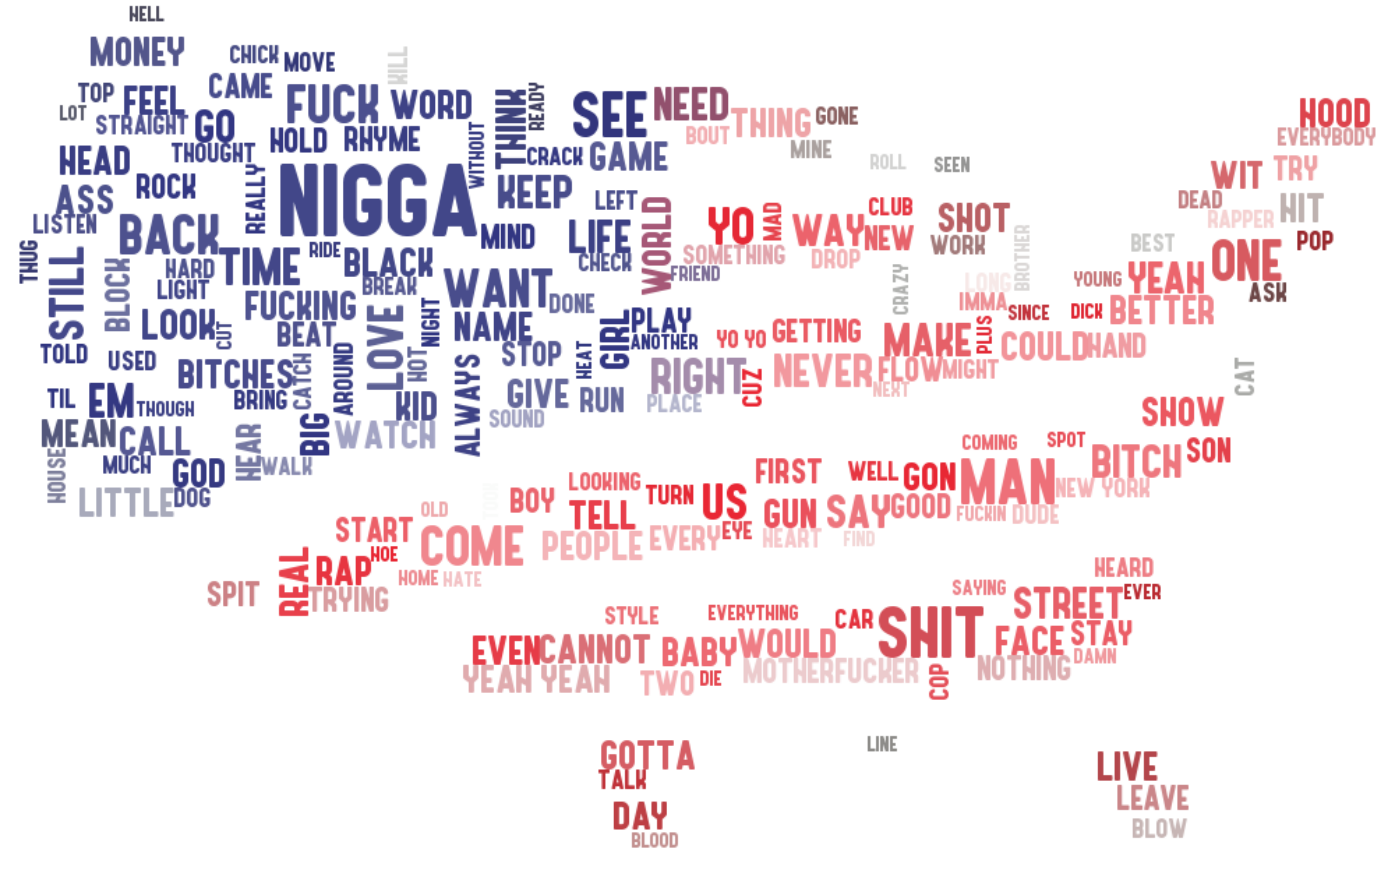 HELL
MONEY
CHICK
MOVE
KILL
TOP
FEEL
CAME
LOT
STRAIGHT
GO
FUCK
WORD
THINK
READY
SEE
NEED
BOUT
THING
GONE
MINE
HOOD
EVERYBODY
HEAD
THOUGHT
HOLD
RHYME
WITHOUT
CRACK
GAME
ROLL
SEEN
WIT
TRY
ASS
ROCK
REALLY
NIGGA
KEEP
LEFT
DEAD
RAPPER
HIT
LISTEN
BACK
MIND
LIFE
WORLD
YO
MAD
WAY
CLUB
NEW
SHOT
WORK
BROTHER
BEST
ONE
POP
THUG
STILL
BLOCK
HARD
LIGHT
TIME
RIDE
BLACK
BREAK
WANT
DONE
CHECK
FRIEND
SOMETHING
DROP
CRAZY
LONG
IMMA
SINCE
YOUNG
YEAH
ASK
DICK
BETTER
LOOK
CUT
FUCKING
BEAT
LOVE
NIGHT
NAME
GIRL
PLAY
ANOTHER
YO YO
GETTING
MAKE
PLUS
COULD
HAND
TOLD
USED
BITCHES
CATCH
AROUND
HOT
STOP
HEAT
RIGHT
CUZ
NEVER
FLOW
MIGHT
NEXT
CAT
TIL
EM
THOUGH
BRING
KID
ALWAYS
GIVE
RUN
PLACE
SOUND
SHOW
MEAN
CALL
HEAR
BIG
WATCH
COMING
SPOT
BITCH
SON
HOUSE
MUCH
GOD
WALK
LITTLE
DOG
LOOKING
FIRST
WELL
GON
MAN
NEW YORK
OLD
BOY
TURN
US
GUN
SAY
GOOD
FUCKIN
DUDE
START
TELL
COME
PEOPLE
EVERY
EYE
HEART
FIND
REAL
RAP
HOE
HOME
HATE
HEARD
SPIT
TRYING
SAYING
STREET
EVER
STYLE
EVERYTHING
CAR
SHIT
FACE
STAY
DAMN
EVEN
CANNOT
BABY
WOULD
YEAH YEAH
TWO
DIE
MOTHERFUCKER
COP
NOTHING
GOTTA
TALK
LINE
LIVE
LEAVE
DAY
BLOOD
BLOW